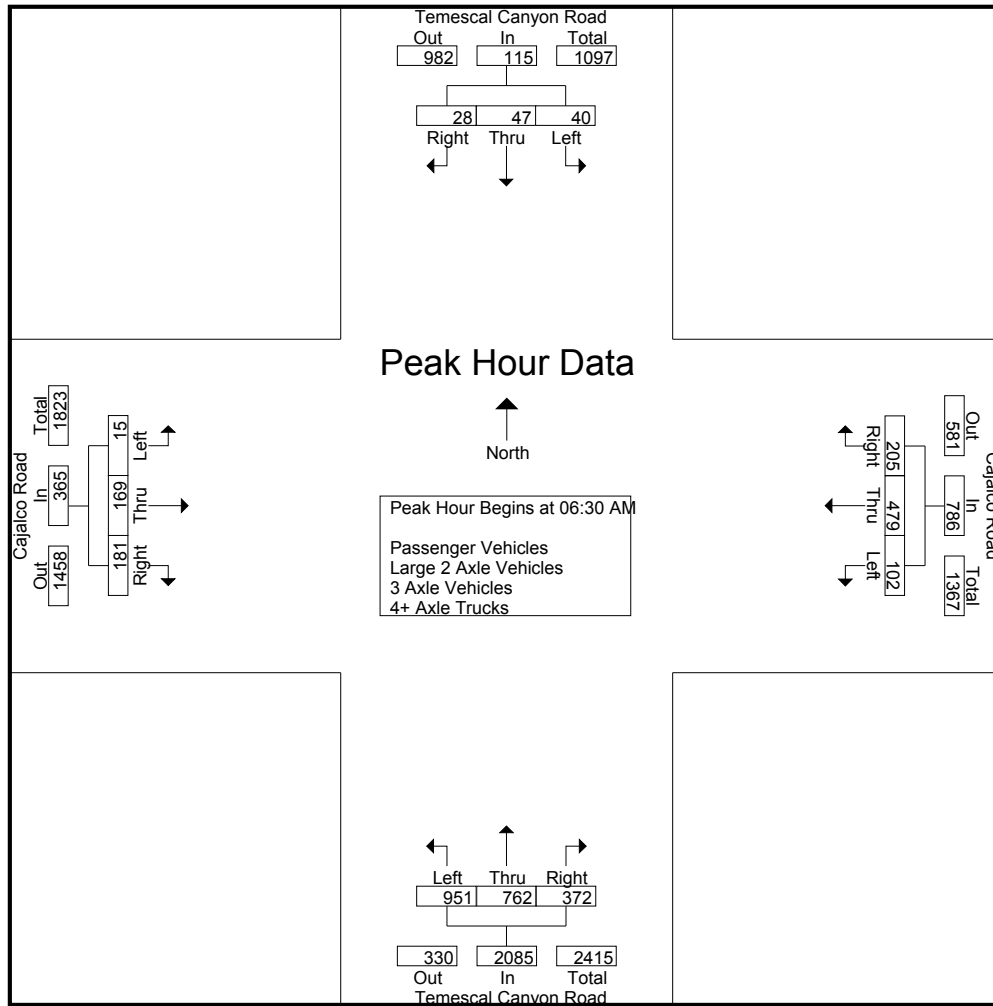 Temescal Canyon Road
Out In Total
982 115 1097
28 47 40
Right Thru Left
Peak Hour Data
North
Peak Hour Begins at 06:30 AM
Passenger Vehicles
Large 2 Axle Vehicles
3 Axle Vehicles
4+ Axle Trucks
Cajalco Road
Out In Total
1458 365 1823
15 169 181
Left Thru Right
Cajalco Road
Out In Total
581 786 1367
205 479 102
Right Thru Left
Left Thru Right
951 762 372
330 2085 2415
Out In Total
Temescal Canyon Road